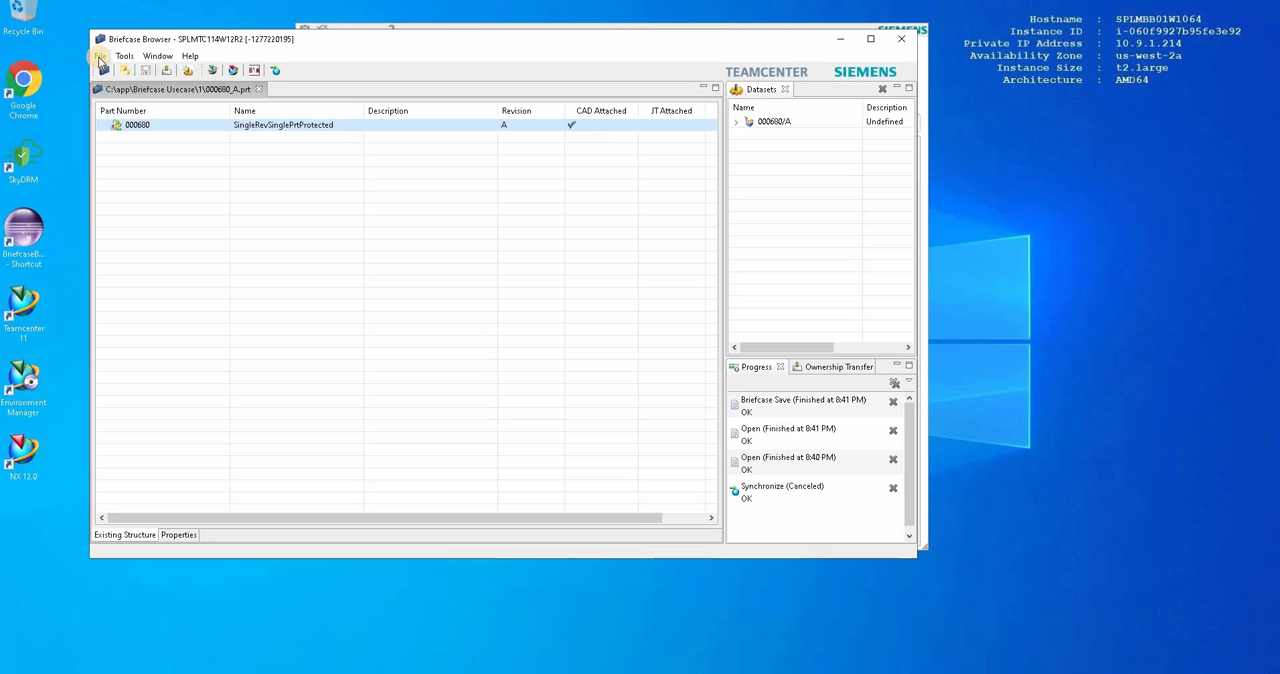 Hostname : SPLMBB01W1064
Instance ID : i-060f9927b95fe3e92
Private IP Address : 10.9.1.214
Availability Zone : us-west-2a
Instance Size : t2.large
Architecture : AMD64
Recycle Bin
Google
Chrome
SkyDRM
BriefcaseB...
- Shortcut
Teamcenter
11
Environment
Manager
NX 12.0
SIEMENS
Briefcase Browser - SPLMTC114W12R2 [-1277220195]
File Tools Window Help
TEAMCENTER SIEMENS
C:\app\Briefcase Usecase\1\000680_A.prt
Part Number Name Description Revision CAD Attached JT Attached
000680 SingleRevSinglePrtProtected A
Existing Structure Properties
Datasets
Name Description
000680/A Undefined
Progress Ownership Transfer
Briefcase Save (Finished at 8:41 PM)
OK
Open (Finished at 8:41 PM)
OK
Open (Finished at 8:40 PM)
OK
Synchronize (Canceled)
OK